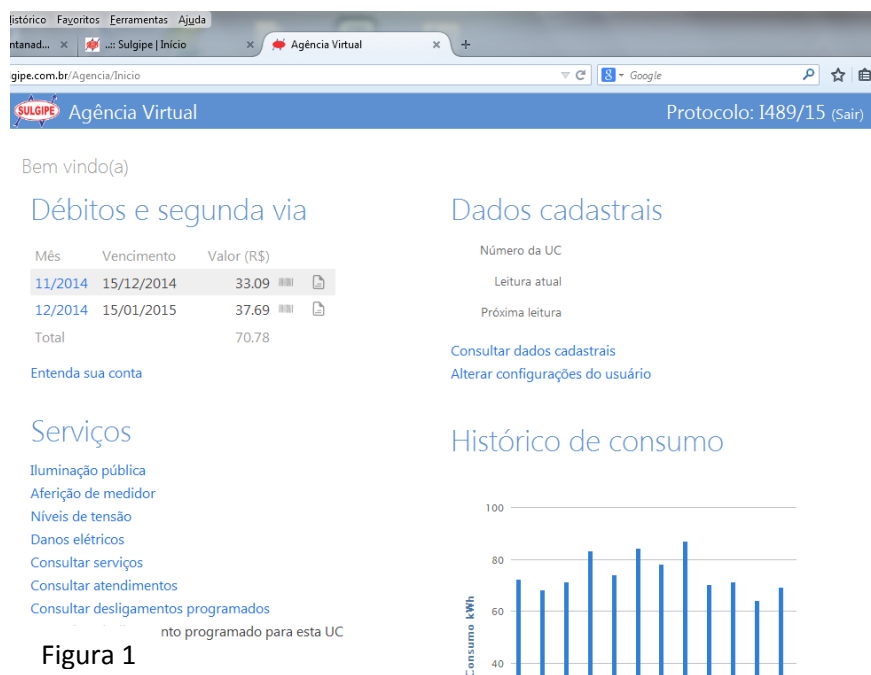 Histórico Favoritos Ferramentas Ajuda
..:: Sulgipe | Início
Agência Virtual
gipe.com.br/Agencia/Inicio
Google
SULGIPE Agência Virtual
Protocolo: I489/15 (Sair)
Bem vindo(a)
Débitos e segunda via
Mês Vencimento Valor (R$)
11/2014 15/12/2014 33.09
12/2014 15/01/2015 37.69
Total 70.78
Entenda sua conta
Serviços
Iluminação pública
Aferição de medidor
Níveis de tensão
Danos elétricos
Consultar serviços
Consultar atendimentos
Consultar desligamentos programados
nto programado para esta UC
Figura 1
Dados cadastrais
Número da UC
Leitura atual
Próxima leitura
Consultar dados cadastrais
Alterar configurações do usuário
Histórico de consumo
100
80
60
40
Consumo kWh